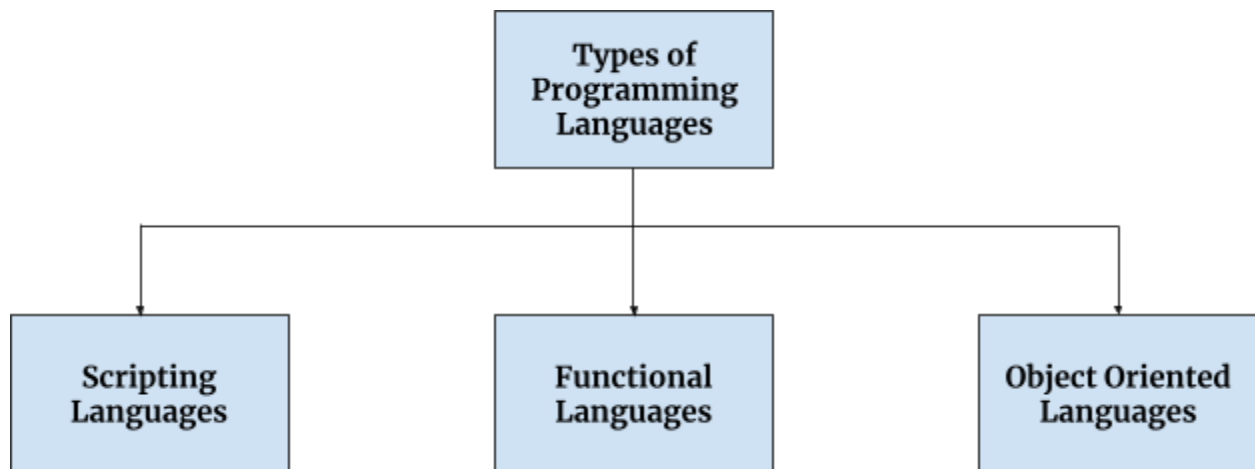 Types of
Programming
Languages
Scripting
Languages
Functional
Languages
Object Oriented
Languages